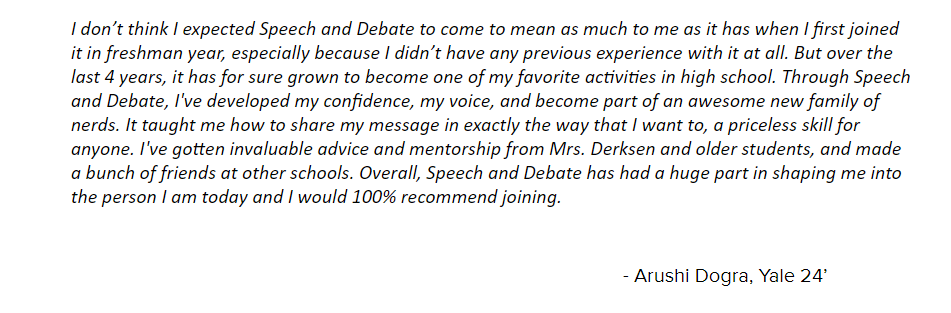 I don’t think I expected Speech and Debate to come to mean as much to me as it has when I first joined
it in freshman year, especially because I didn’t have any previous experience with it at all. But over the
last 4 years, it has for sure grown to become one of my favorite activities in high school. Through Speech
and Debate, I've developed my confidence, my voice, and become part of an awesome new family of
nerds. It taught me how to share my message in exactly the way that I want to, a priceless skill for
anyone. I've gotten invaluable advice and mentorship from Mrs. Derksen and older students, and made
a bunch of friends at other schools. Overall, Speech and Debate has had a huge part in shaping me into
the person I am today and I would 100% recommend joining.
- Arushi Dogra, Yale 24’